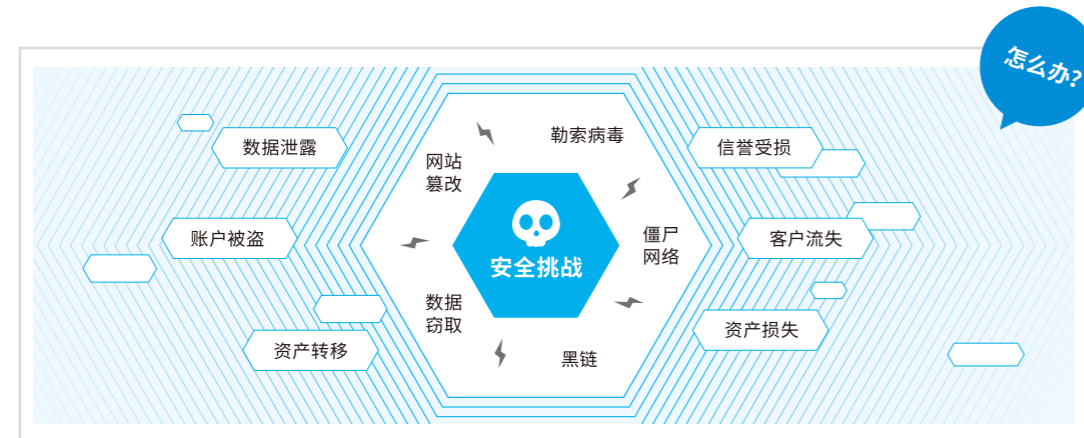 怎么办?
数据泄露
勒索病毒
信誉受损
网站
篡改
账户被盗
僵尸
网络
客户流失
安全挑战
数据
窃取
资产转移
黑链
资产损失